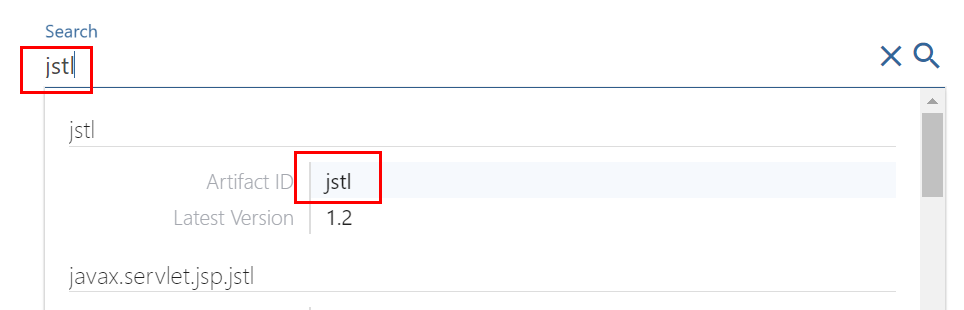 Search
jstl
jstl
Artifact ID jstl
Latest Version 1.2
javax.servlet.jsp.jstl